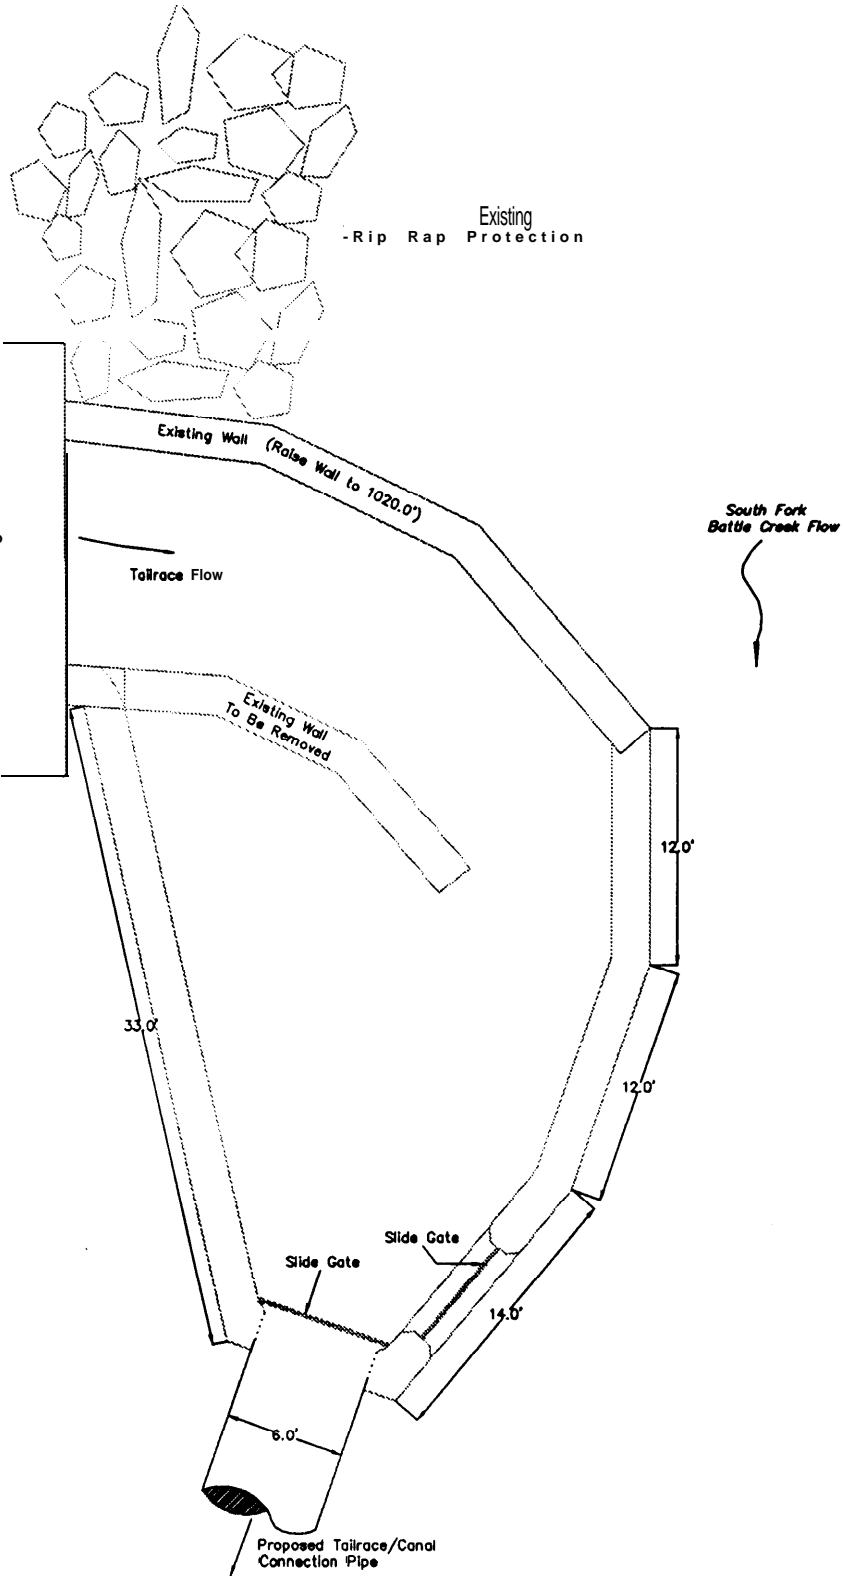 Existing
-Rip Rap Protection
Existing Wall (Raise Wall to 1020.0')
South Fork
Battle Creek Flow
Tailrace Flow
Existing Wall
To Be Removed
12.0'
33.0'
12.0'
Slide Gate
Slide Gate
14.0'
6.0'
Proposed Tailrace/Canal
Connection Pipe